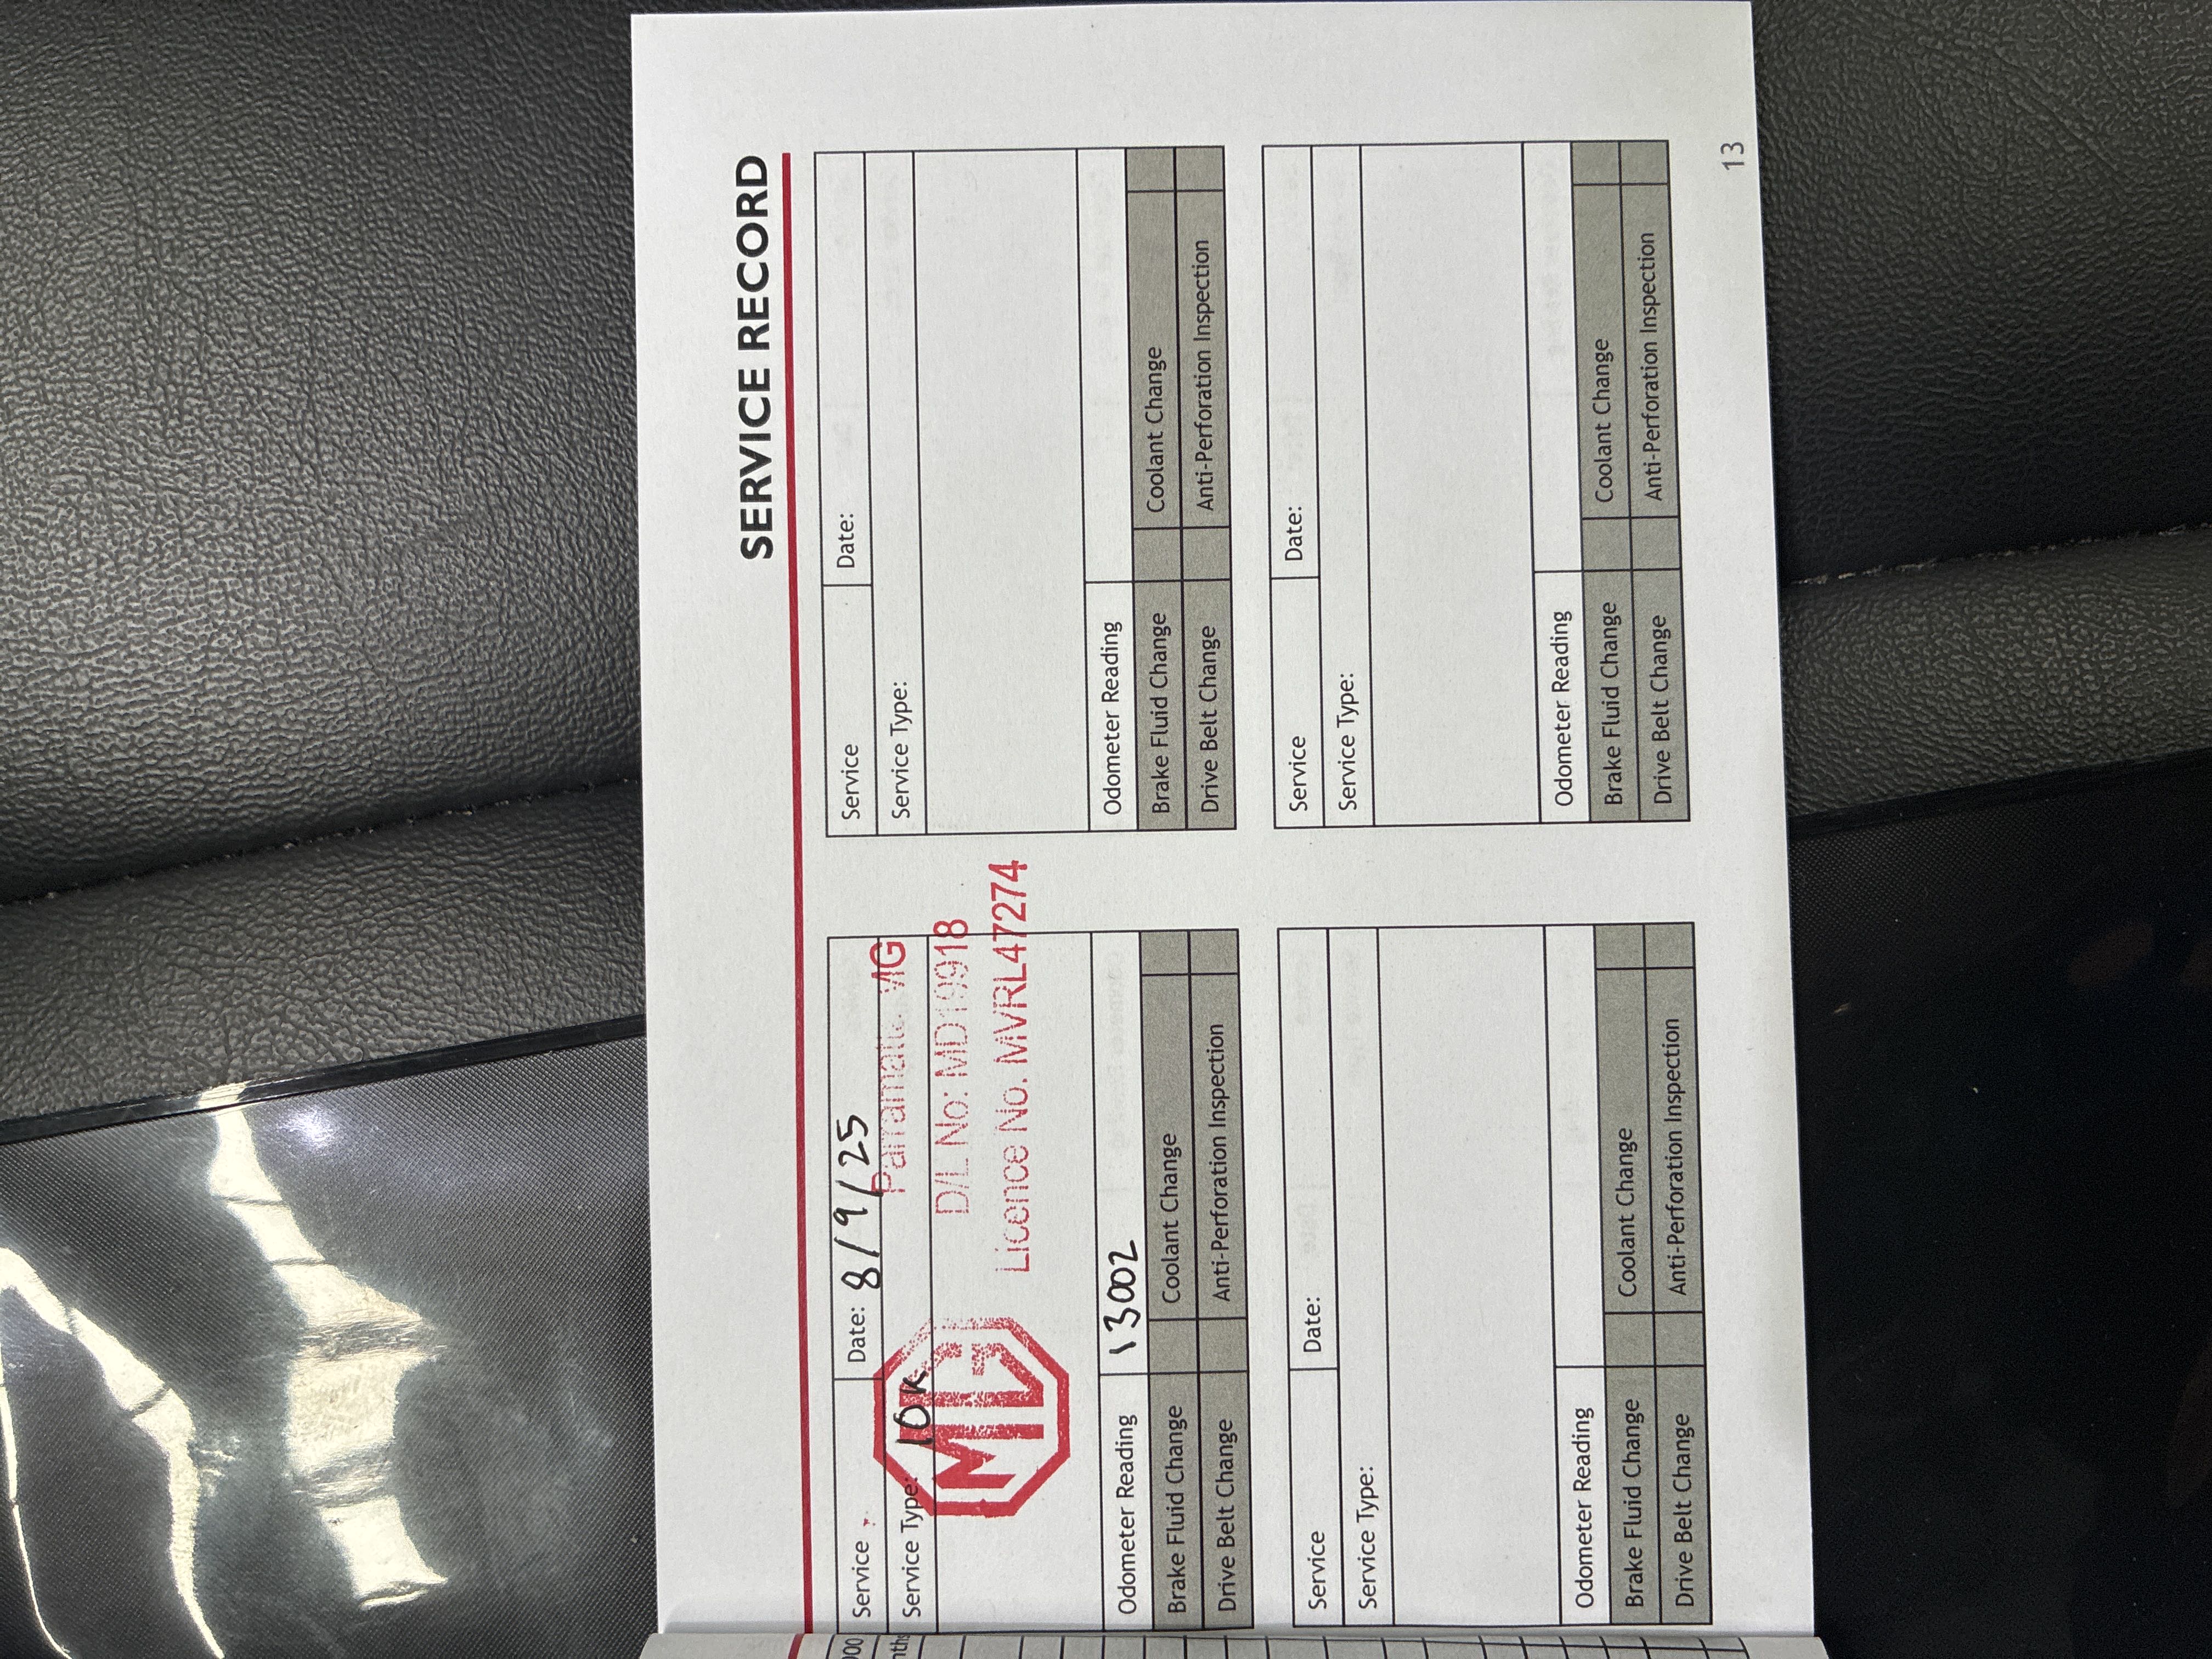 SERVICE RECORD
Service
Date: 8/9/25
Service Type: 10K
Parramatta MG
D/L No: MD19918
Licence No. MVRL47274
MG
Odometer Reading
13002
Brake Fluid Change
Coolant Change
Drive Belt Change
Anti-Perforation Inspection
Service
Date:
Service Type:
Odometer Reading
Brake Fluid Change
Coolant Change
Drive Belt Change
Anti-Perforation Inspection
Service
Date:
Service Type:
Odometer Reading
Brake Fluid Change
Coolant Change
Drive Belt Change
Anti-Perforation Inspection
Service
Date:
Service Type:
Odometer Reading
Brake Fluid Change
Coolant Change
Drive Belt Change
Anti-Perforation Inspection
13